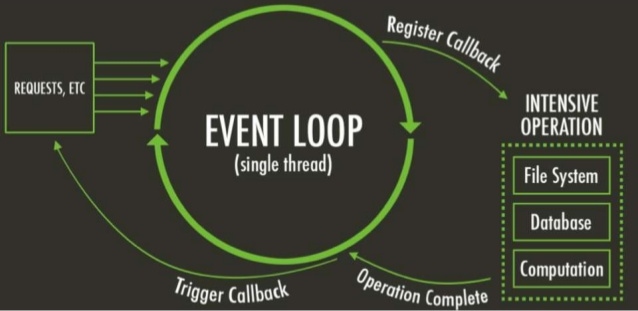 REQUESTS, ETC
EVENT LOOP
(single thread)
Register Callback
INTENSIVE
OPERATION
File System
Database
Computation
Operation Complete
Trigger Callback